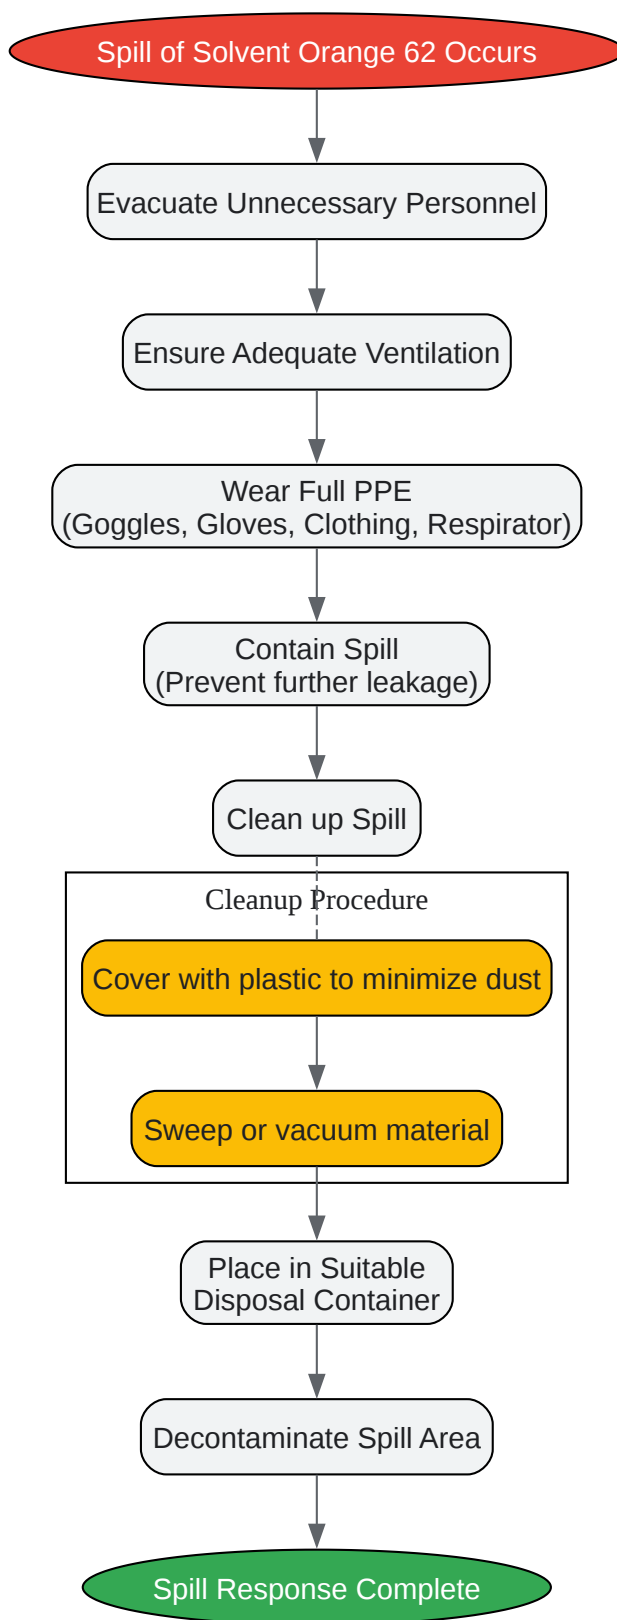 Spill of Solvent Orange 62 Occurs
Evacuate Unnecessary Personnel
Ensure Adequate Ventilation
Wear Full PPE
(Goggles, Gloves, Clothing, Respirator)
Contain Spill
(Prevent further leakage)
Clean up Spill
Cleanup Procedure
Cover with plastic to minimize dust
Sweep or vacuum material
Place in Suitable
Disposal Container
Decontaminate Spill Area
Spill Response Complete